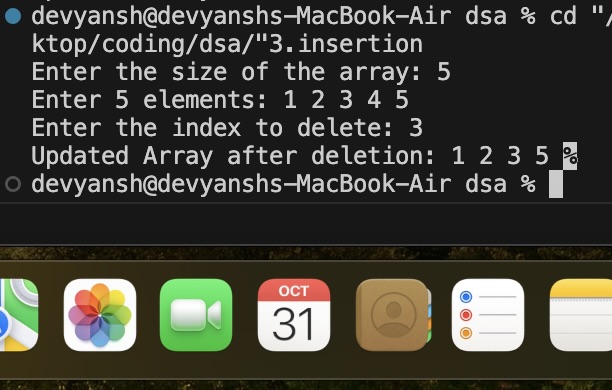 devyansh@devyanshs-MacBook-Air dsa % cd "/
ktop/coding/dsa/"3.insertion
Enter the size of the array: 5
Enter 5 elements: 1 2 3 4 5
Enter the index to delete: 3
Updated Array after deletion: 1 2 3 5 %
devyansh@devyanshs-MacBook-Air dsa %
OCT
31